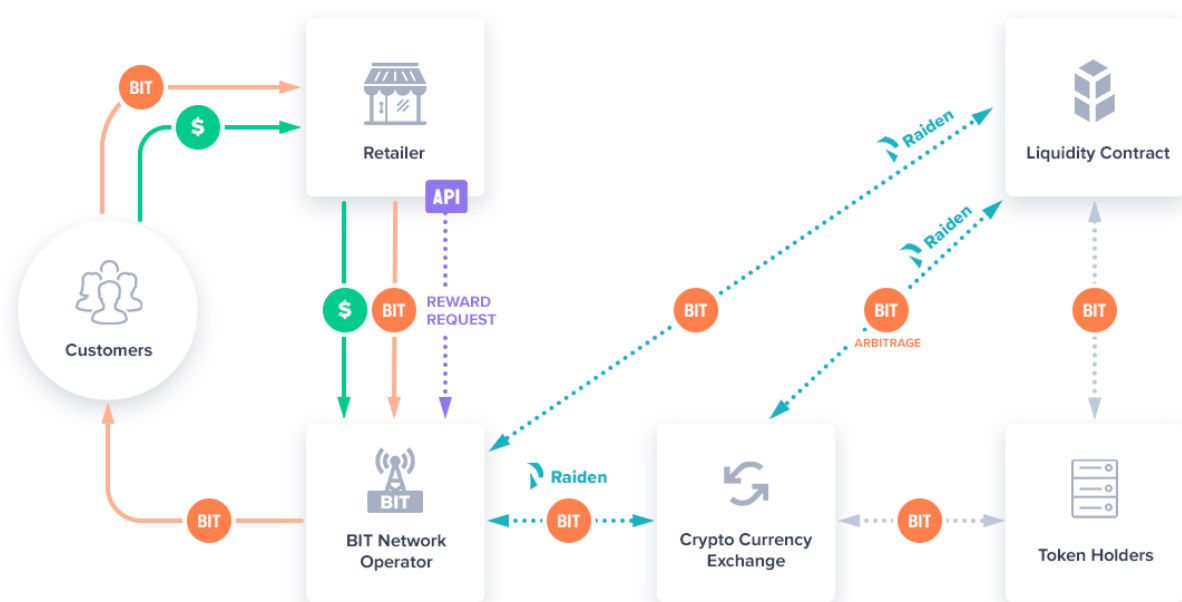 BIT
$
Retailer
API
Raiden
Liquidity Contract
Raiden
Customers
$
BIT
REWARD
REQUEST
BIT
BIT
ARBITRAGE
BIT
BIT
BIT
BIT Network
Operator
Raiden
BIT
Crypto Currency
Exchange
BIT
Token Holders